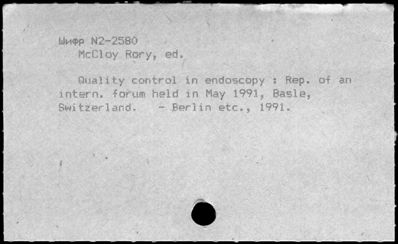 Шифр N2-2580
McCloy Rory, ed.
Quality control in endoscopy : Rep. of an
intern. forum held in May 1991, Basle,
Switzerland. - Berlin etc., 1991.